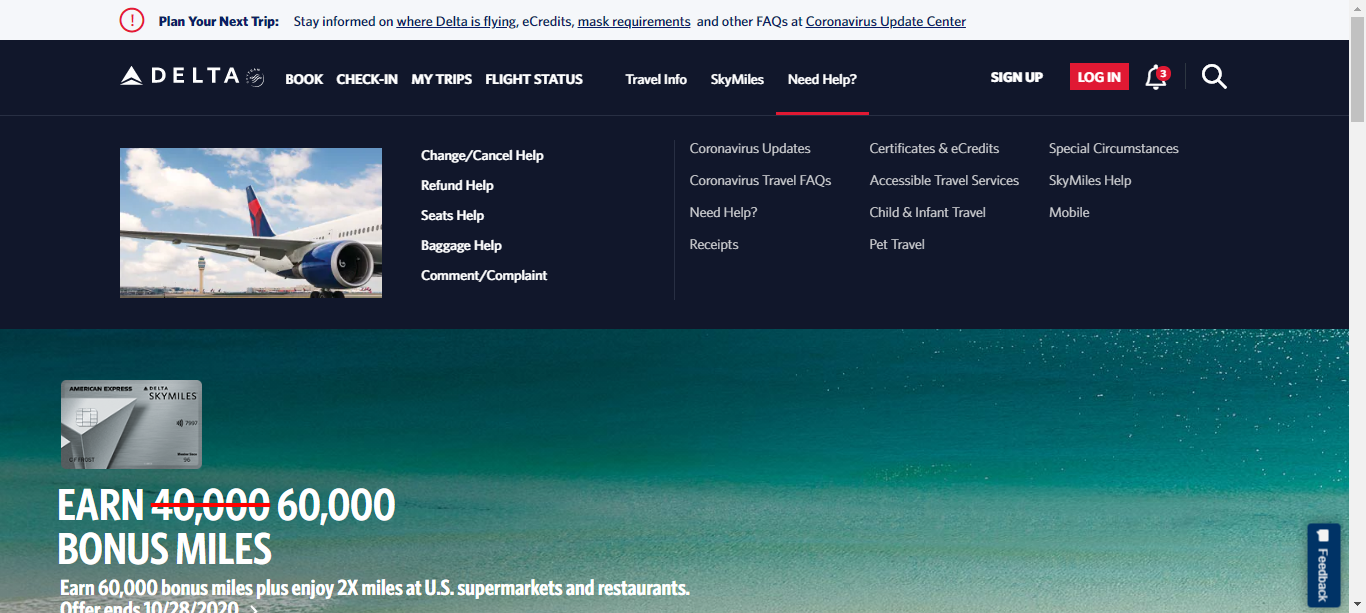 Plan Your Next Trip: Stay informed on where Delta is flying, eCredits, mask requirements and other FAQs at Coronavirus Update Center
DELTA BOOK CHECK-IN MY TRIPS FLIGHT STATUS Travel Info SkyMiles Need Help? SIGN UP LOG IN 3
Change/Cancel Help
Refund Help
Seats Help
Baggage Help
Comment/Complaint
Coronavirus Updates
Coronavirus Travel FAQs
Need Help?
Receipts
Certificates & eCredits
Accessible Travel Services
Child & Infant Travel
Pet Travel
Special Circumstances
SkyMiles Help
Mobile
AMERICAN EXPRESS DELTA
SKYMILES
7997
C F FROST 96
EARN 40,000 60,000
BONUS MILES
Earn 60,000 bonus miles plus enjoy 2X miles at U.S. supermarkets and restaurants.
Offer ends 10/28/2020 >
Feedback